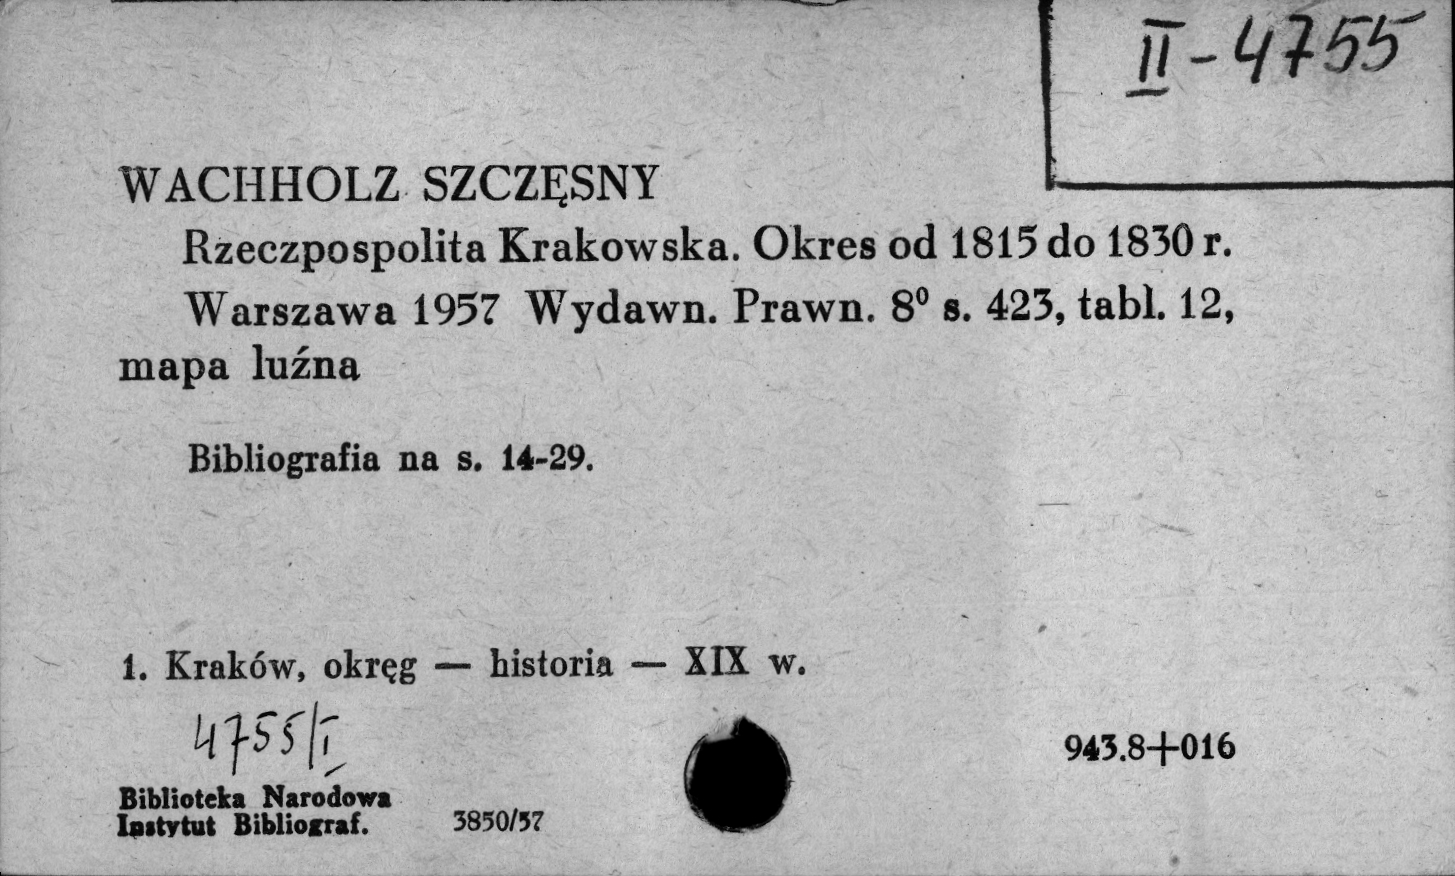 II-4755
WACHHOLZ SZCZĘSNY
Rzeczpospolita Krakowska. Okres od 1815 do 1830 r.
Warszawa 1957 Wydawn. Prawn. 8⁰ s. 423, tabl. 12,
mapa luźna
Bibliografia na s. 14-29.
1. Kraków, okręg — historia — XIX w.
4755/I
943.8+016
Biblioteka Narodowa
Instytut Bibliograf. 3850/57